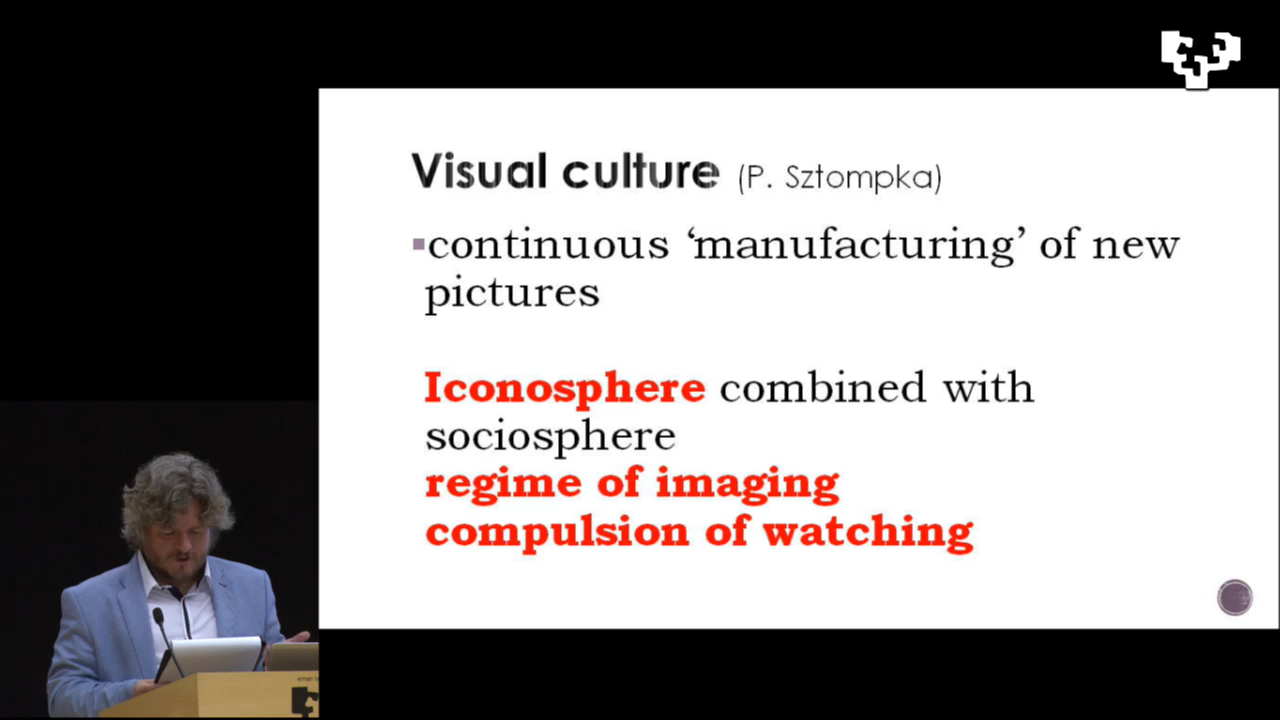 Visual culture (P. Sztompka)
continuous ‘manufacturing’ of new
pictures
Iconosphere combined with
sociosphere
regime of imaging
compulsion of watching